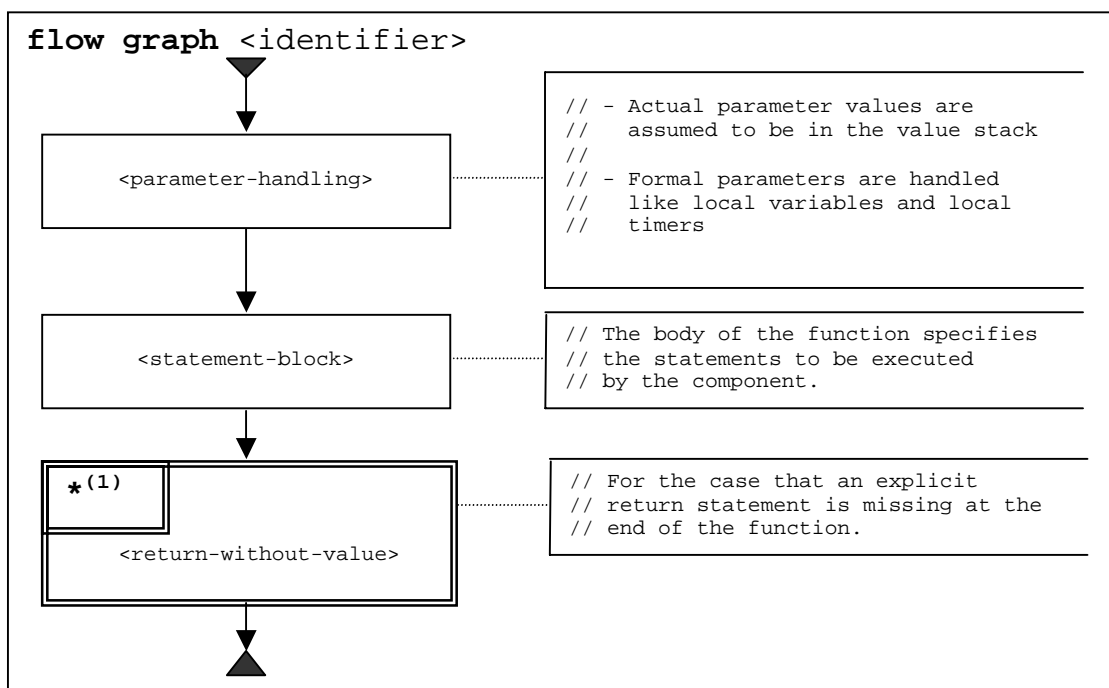 flow graph <identifier>
<parameter-handling>
// - Actual parameter values are
//   assumed to be in the value stack
//
// - Formal parameters are handled
//   like local variables and local
//   timers
<statement-block>
// The body of the function specifies
// the statements to be executed
// by the component.
*(1)
<return-without-value>
// For the case that an explicit
// return statement is missing at the
// end of the function.